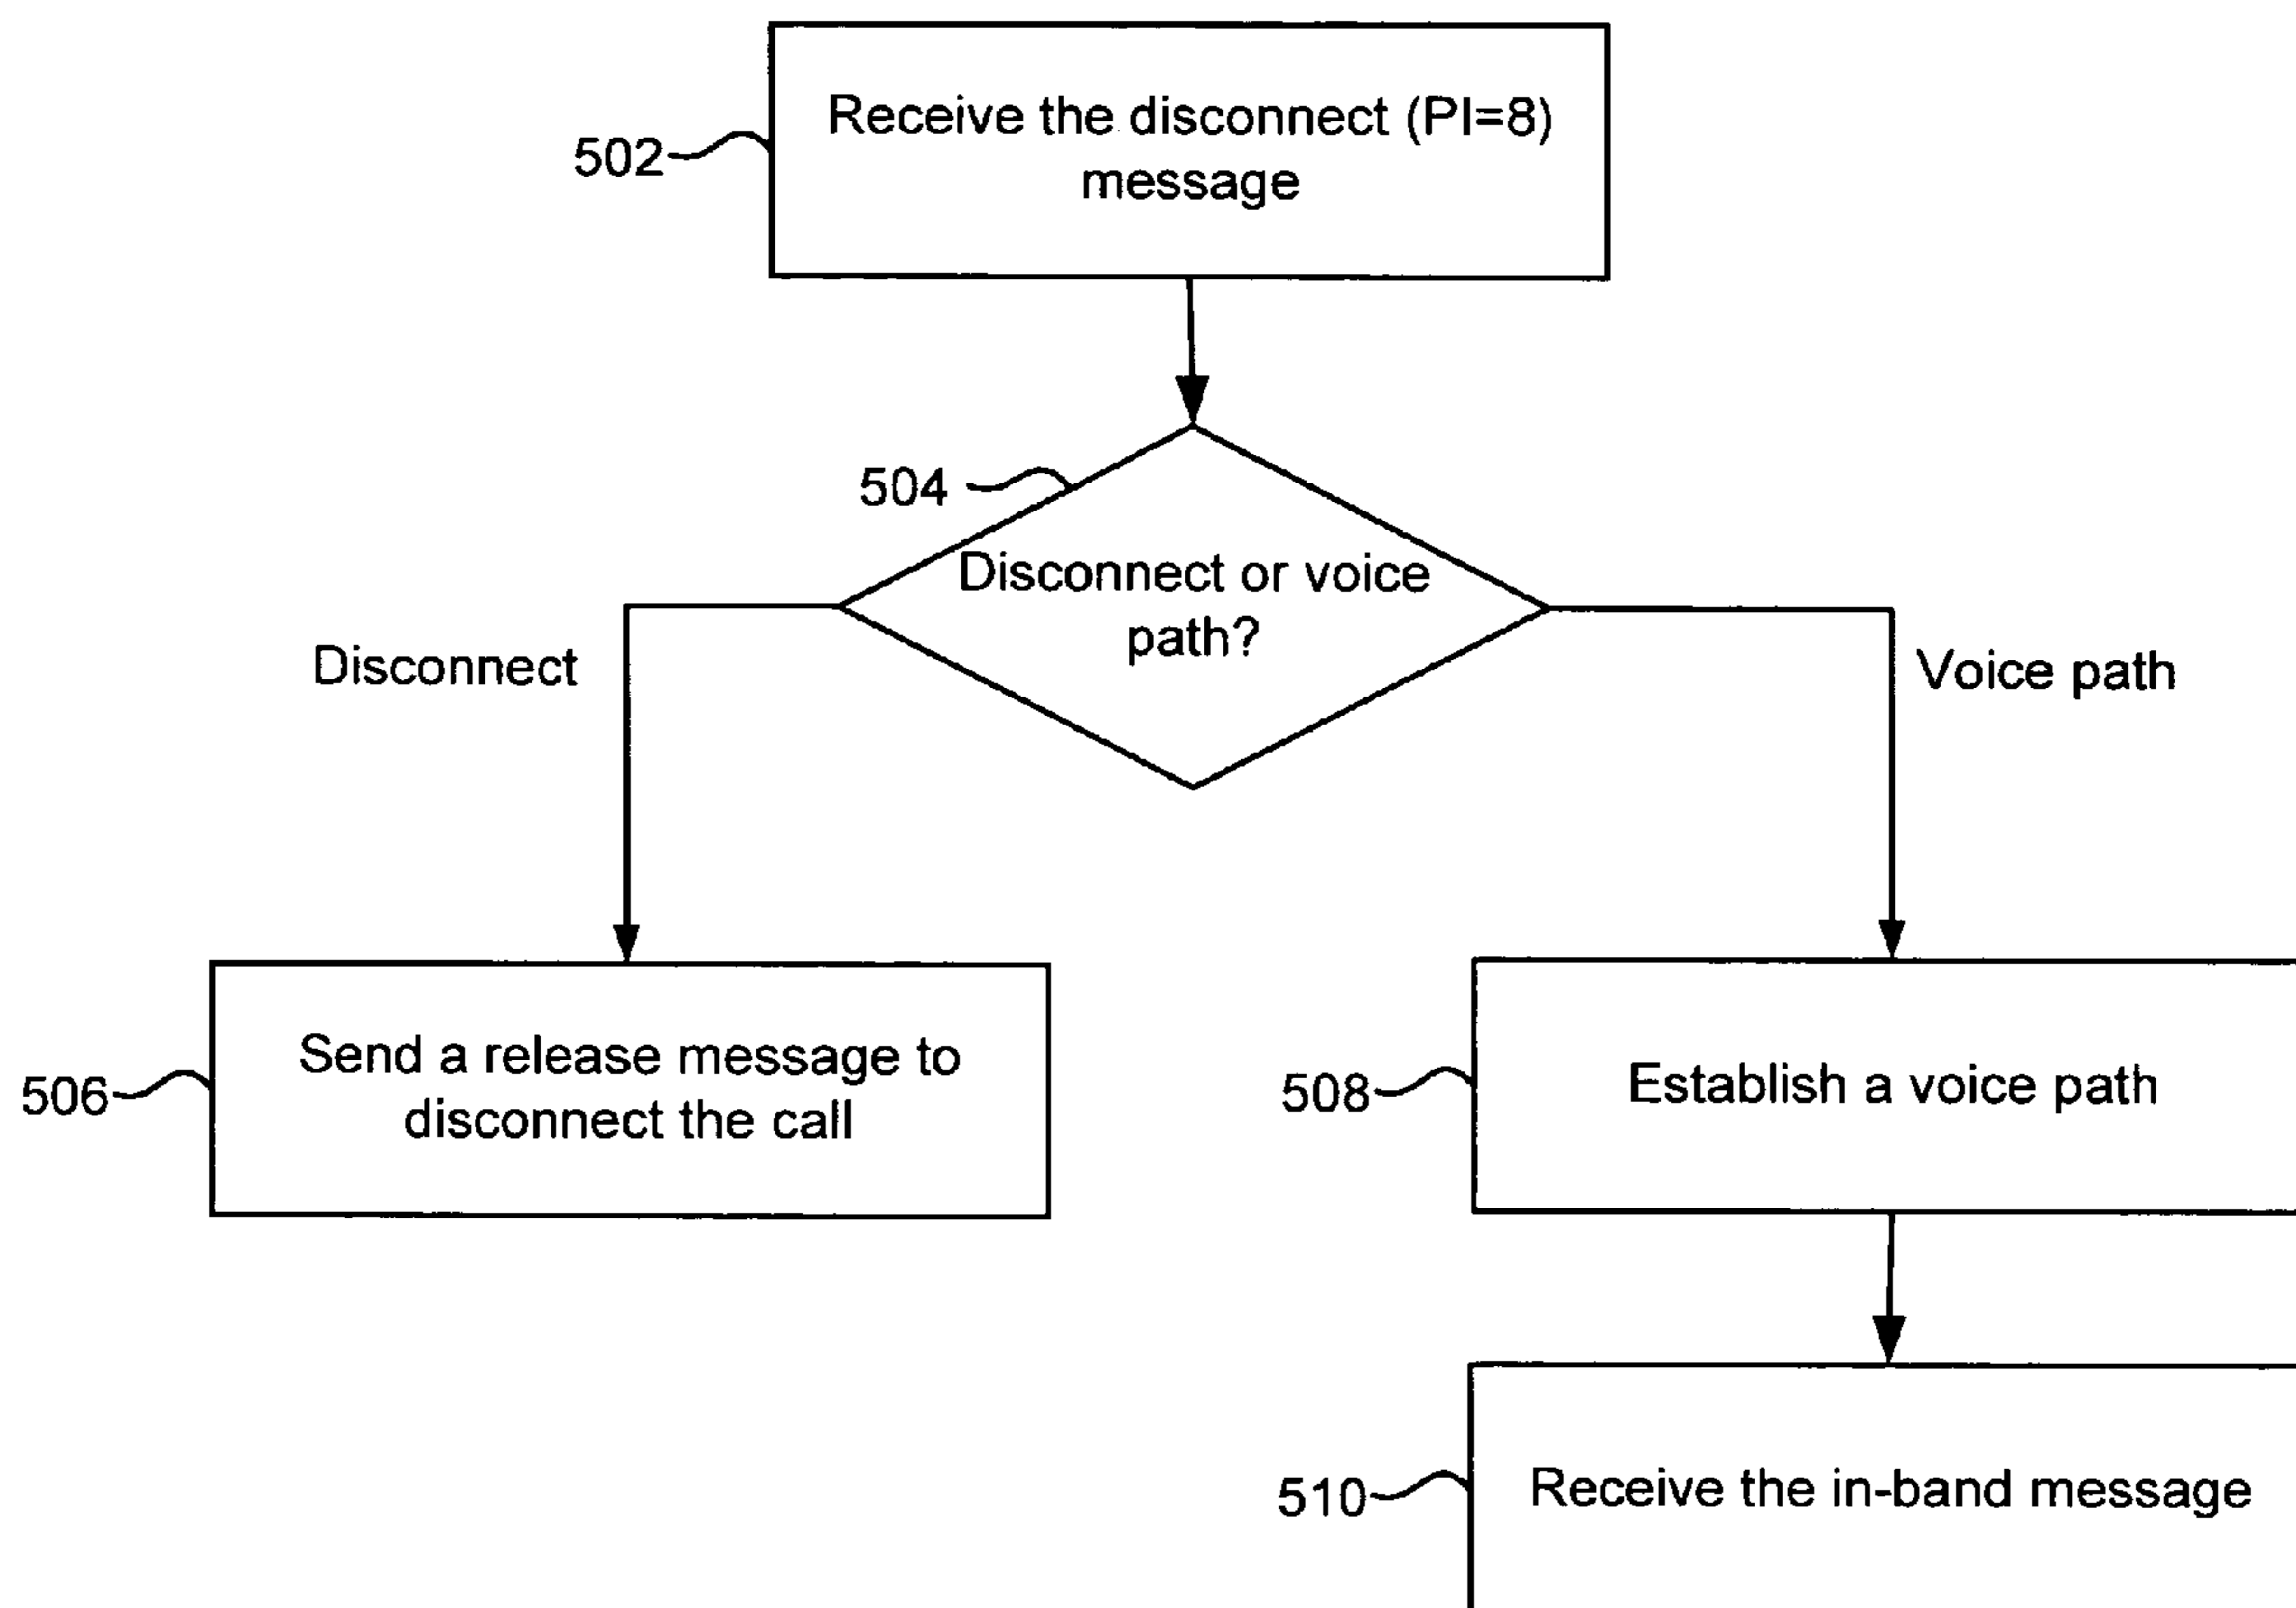 502
Receive the disconnect (PI=8)
message
504
Disconnect or voice
path?
Disconnect
Voice path
506
Send a release message to
disconnect the call
508
Establish a voice path
510
Receive the in-band message